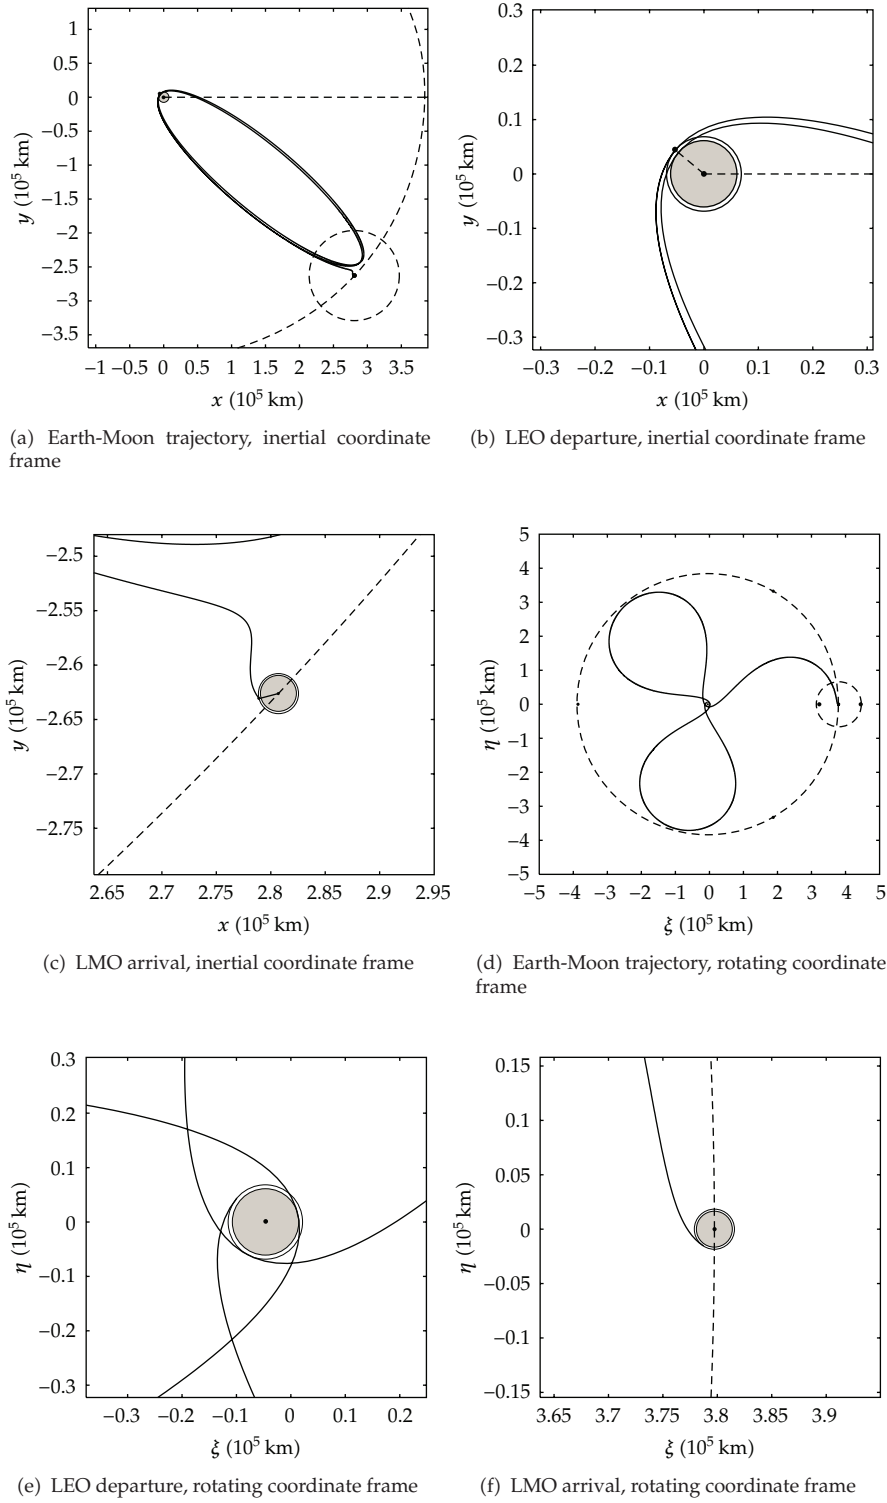 1
0.5
0
−0.5
−1
−1.5
−2
−2.5
−3
−3.5
y (10⁵ km)
−1 −0.5 0 0.5 1 1.5 2 2.5 3 3.5
x (10⁵ km)
(a) Earth-Moon trajectory, inertial coordinate
frame
0.3
0.2
0.1
0
−0.1
−0.2
−0.3
y (10⁵ km)
−0.3 −0.2 −0.1 0 0.1 0.2 0.3
x (10⁵ km)
(b) LEO departure, inertial coordinate frame
−2.5
−2.55
−2.6
−2.65
−2.7
−2.75
y (10⁵ km)
2.65 2.7 2.75 2.8 2.85 2.9 2.95
x (10⁵ km)
(c) LMO arrival, inertial coordinate frame
5
4
3
2
1
0
−1
−2
−3
−4
−5
η (10⁵ km)
−5 −4 −3 −2 −1 0 1 2 3 4 5
ξ (10⁵ km)
(d) Earth-Moon trajectory, rotating coordinate
frame
0.3
0.2
0.1
0
−0.1
−0.2
−0.3
η (10⁵ km)
−0.3 −0.2 −0.1 0 0.1 0.2
ξ (10⁵ km)
(e) LEO departure, rotating coordinate frame
0.15
0.1
0.05
0
−0.05
−0.1
−0.15
η (10⁵ km)
3.65 3.7 3.75 3.8 3.85 3.9
ξ (10⁵ km)
(f) LMO arrival, rotating coordinate frame